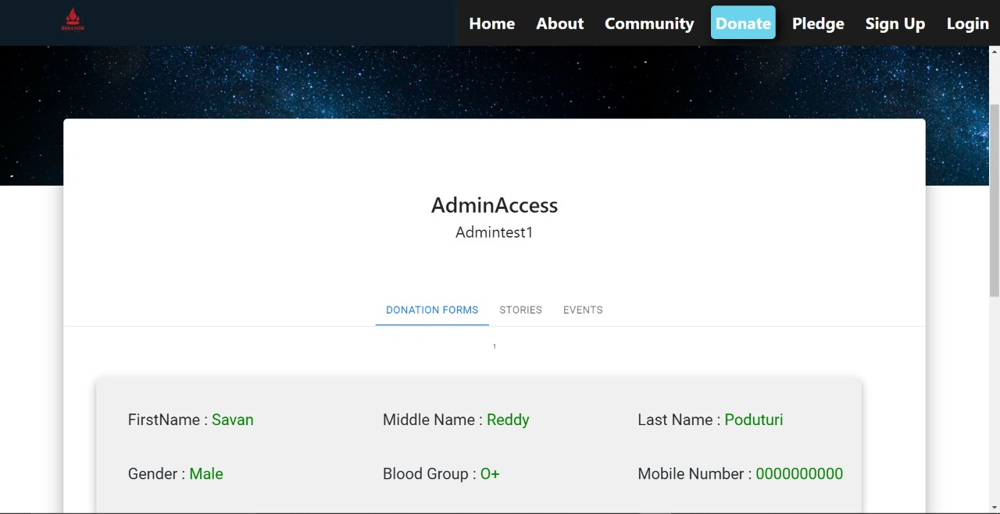 Home About Community Donate Pledge Sign Up Login
AdminAccess
Admintest1
DONATION FORMS STORIES EVENTS
1
FirstName : Savan Middle Name : Reddy Last Name : Poduturi
Gender : Male Blood Group : O+ Mobile Number : 0000000000